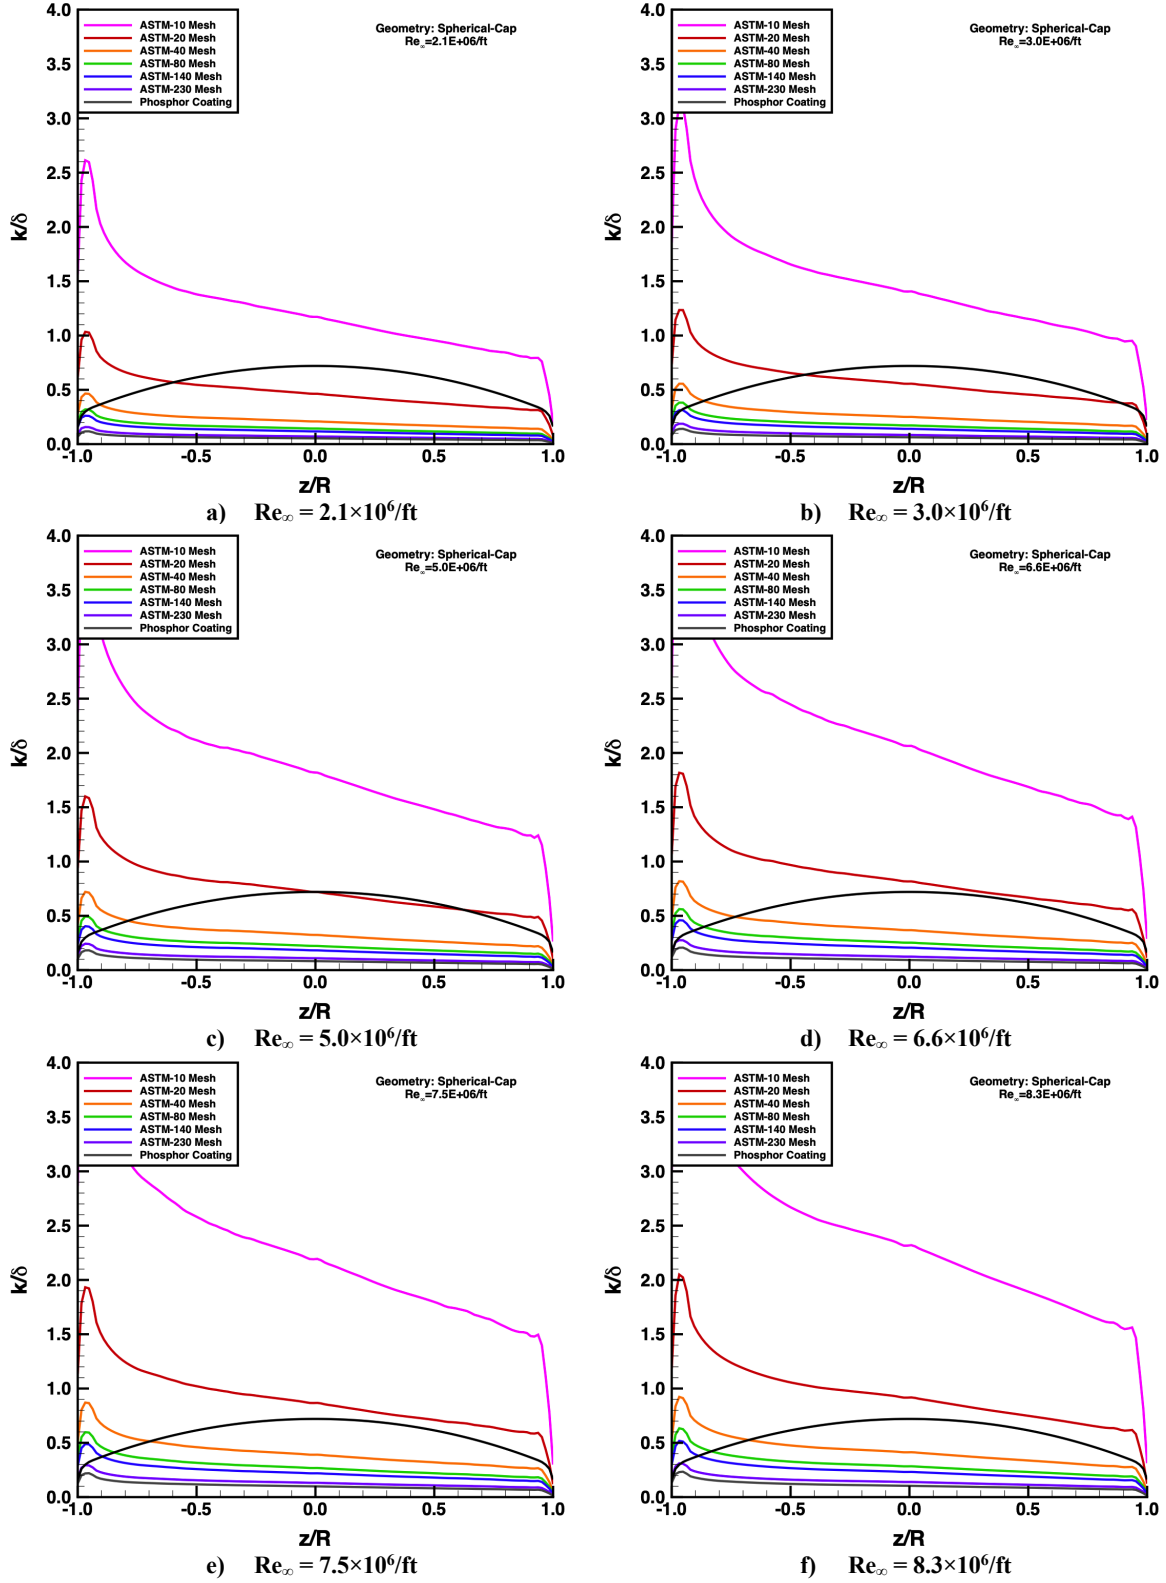 4.0
3.5
3.0
2.5
2.0
1.5
1.0
0.5
0.0
k/δ
ASTM-10 Mesh
ASTM-20 Mesh
ASTM-40 Mesh
ASTM-80 Mesh
ASTM-140 Mesh
ASTM-230 Mesh
Phosphor Coating
Geometry: Spherical-Cap
Re∞=2.1E+06/ft
-1.0 -0.5 0.0 0.5 1.0
z/R
a) Re∞ = 2.1×10⁶/ft
4.0
3.5
3.0
2.5
2.0
1.5
1.0
0.5
0.0
k/δ
ASTM-10 Mesh
ASTM-20 Mesh
ASTM-40 Mesh
ASTM-80 Mesh
ASTM-140 Mesh
ASTM-230 Mesh
Phosphor Coating
Geometry: Spherical-Cap
Re∞=3.0E+06/ft
-1.0 -0.5 0.0 0.5 1.0
z/R
b) Re∞ = 3.0×10⁶/ft
4.0
3.5
3.0
2.5
2.0
1.5
1.0
0.5
0.0
k/δ
ASTM-10 Mesh
ASTM-20 Mesh
ASTM-40 Mesh
ASTM-80 Mesh
ASTM-140 Mesh
ASTM-230 Mesh
Phosphor Coating
Geometry: Spherical-Cap
Re∞=5.0E+06/ft
-1.0 -0.5 0.0 0.5 1.0
z/R
c) Re∞ = 5.0×10⁶/ft
4.0
3.5
3.0
2.5
2.0
1.5
1.0
0.5
0.0
k/δ
ASTM-10 Mesh
ASTM-20 Mesh
ASTM-40 Mesh
ASTM-80 Mesh
ASTM-140 Mesh
ASTM-230 Mesh
Phosphor Coating
Geometry: Spherical-Cap
Re∞=6.6E+06/ft
-1.0 -0.5 0.0 0.5 1.0
z/R
d) Re∞ = 6.6×10⁶/ft
4.0
3.5
3.0
2.5
2.0
1.5
1.0
0.5
0.0
k/δ
ASTM-10 Mesh
ASTM-20 Mesh
ASTM-40 Mesh
ASTM-80 Mesh
ASTM-140 Mesh
ASTM-230 Mesh
Phosphor Coating
Geometry: Spherical-Cap
Re∞=7.5E+06/ft
-1.0 -0.5 0.0 0.5 1.0
z/R
e) Re∞ = 7.5×10⁶/ft
4.0
3.5
3.0
2.5
2.0
1.5
1.0
0.5
0.0
k/δ
ASTM-10 Mesh
ASTM-20 Mesh
ASTM-40 Mesh
ASTM-80 Mesh
ASTM-140 Mesh
ASTM-230 Mesh
Phosphor Coating
Geometry: Spherical-Cap
Re∞=8.3E+06/ft
-1.0 -0.5 0.0 0.5 1.0
z/R
f) Re∞ = 8.3×10⁶/ft